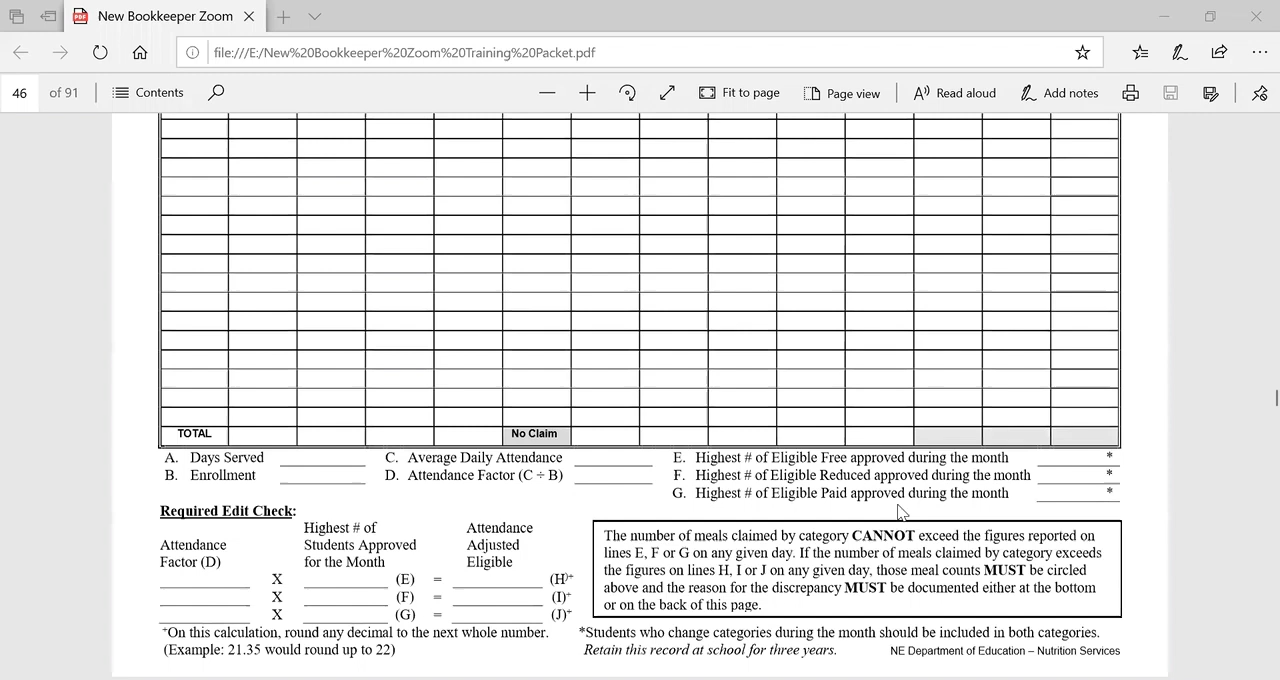 New Bookkeeper Zoom
file:///E:/New%20Bookkeeper%20Zoom%20Training%20Packet.pdf
46 of 91 Contents Fit to page Page view Read aloud Add notes
TOTAL No Claim
A. Days Served C. Average Daily Attendance E. Highest # of Eligible Free approved during the month *
B. Enrollment D. Attendance Factor (C ÷ B) F. Highest # of Eligible Reduced approved during the month *
G. Highest # of Eligible Paid approved during the month *
Required Edit Check:
Attendance Factor (D)
Highest # of Students Approved for the Month
Attendance Adjusted Eligible
X (E) = (H)+
X (F) = (I)+
X (G) = (J)+
The number of meals claimed by category CANNOT exceed the figures reported on
lines E, F or G on any given day. If the number of meals claimed by category exceeds
the figures on lines H, I or J on any given day, those meal counts MUST be circled
above and the reason for the discrepancy MUST be documented either at the bottom
or on the back of this page.
+On this calculation, round any decimal to the next whole number.
(Example: 21.35 would round up to 22)
*Students who change categories during the month should be included in both categories.
Retain this record at school for three years. NE Department of Education – Nutrition Services